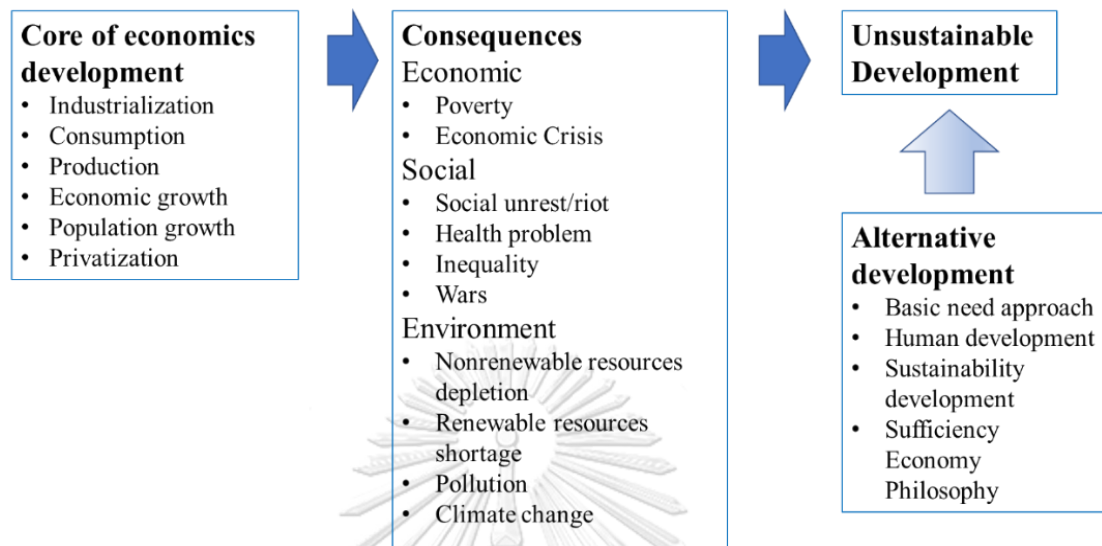 Core of economics
development
• Industrialization
• Consumption
• Production
• Economic growth
• Population growth
• Privatization
Consequences
Economic
• Poverty
• Economic Crisis
Social
• Social unrest/riot
• Health problem
• Inequality
• Wars
Environment
• Nonrenewable resources
depletion
• Renewable resources
shortage
• Pollution
• Climate change
Unsustainable
Development
Alternative
development
• Basic need approach
• Human development
• Sustainability
development
• Sufficiency
Economy
Philosophy